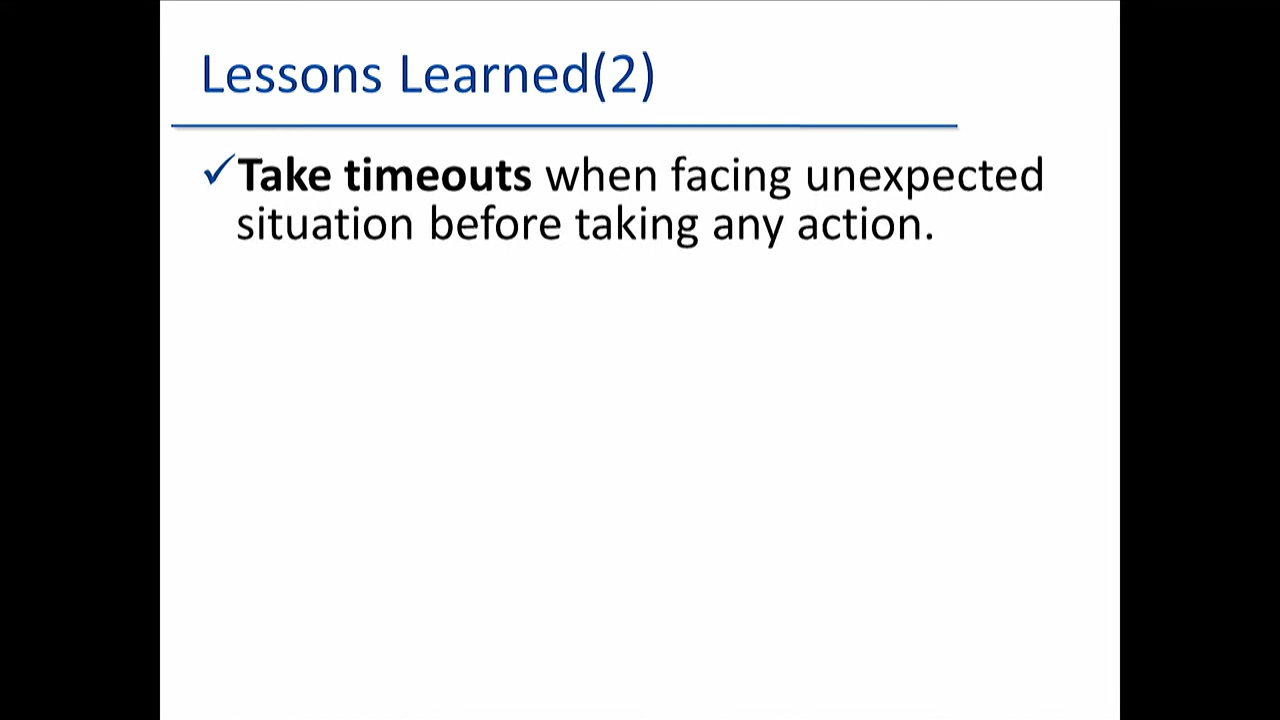 Lessons Learned(2)
✓Take timeouts when facing unexpected
situation before taking any action.